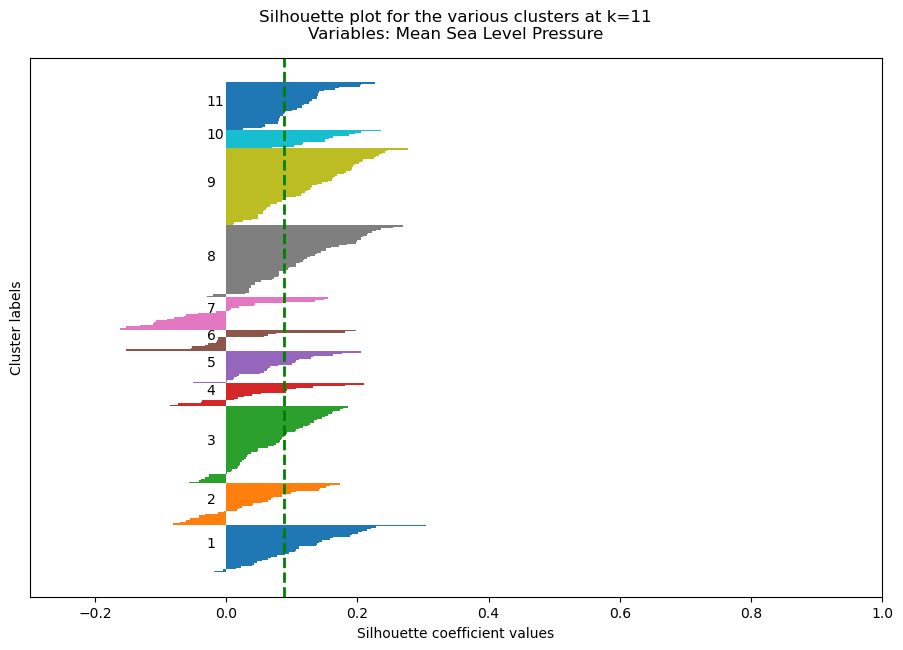 Silhouette plot for the various clusters at k=11
Variables: Mean Sea Level Pressure
11
10
9
8
7
6
5
4
3
2
1
Cluster labels
−0.2 0.0 0.2 0.4 0.6 0.8 1.0
Silhouette coefficient values